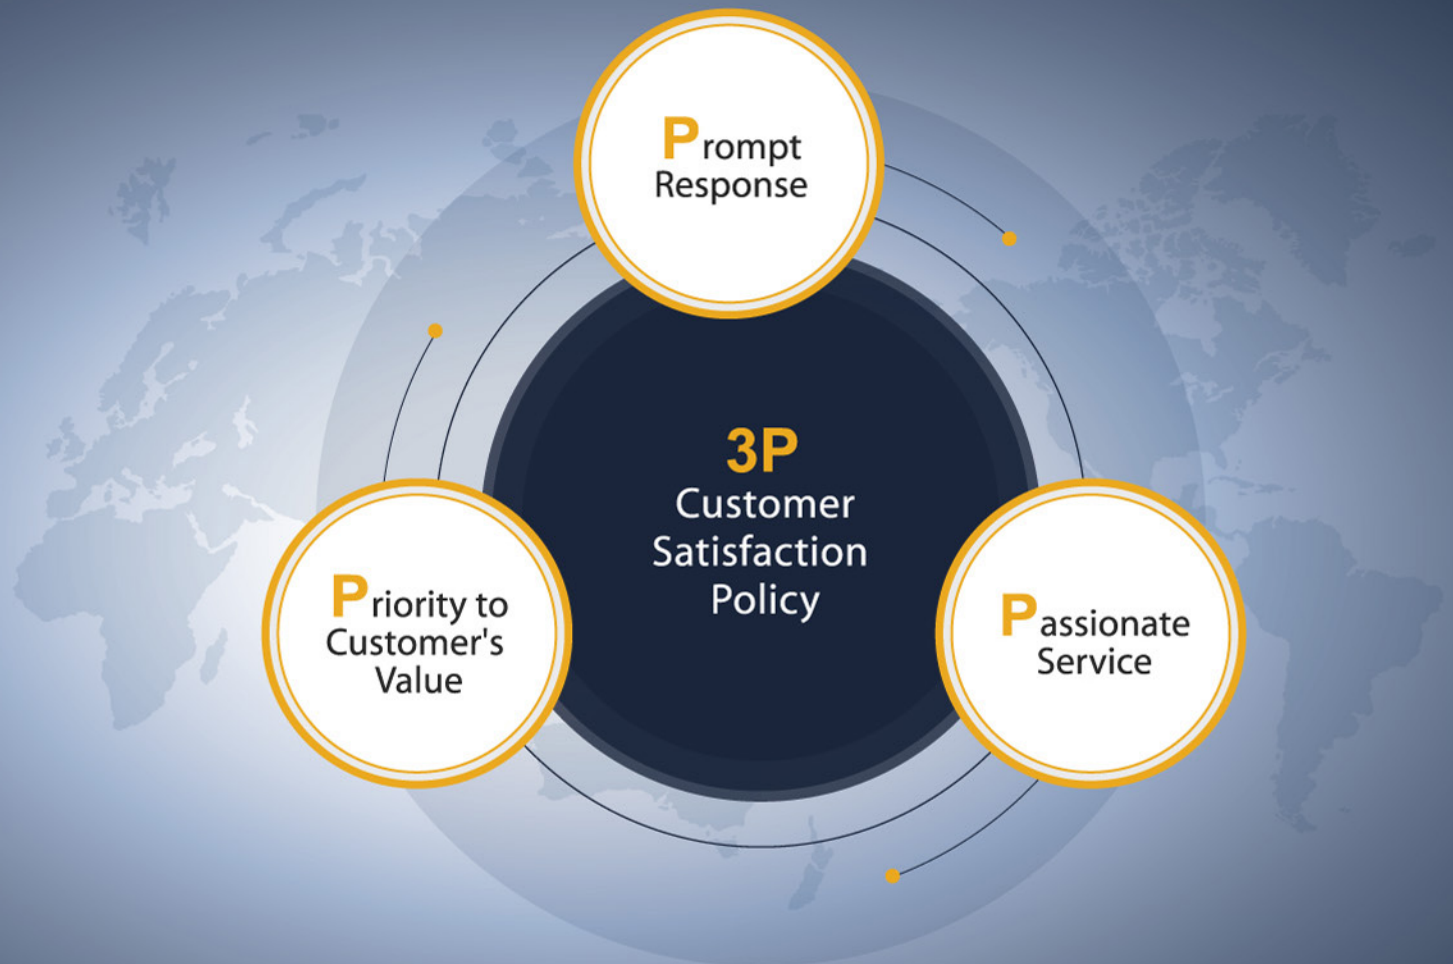 Prompt
Response
3P
Customer
Satisfaction
Policy
Priority to
Customer's
Value
Passionate
Service